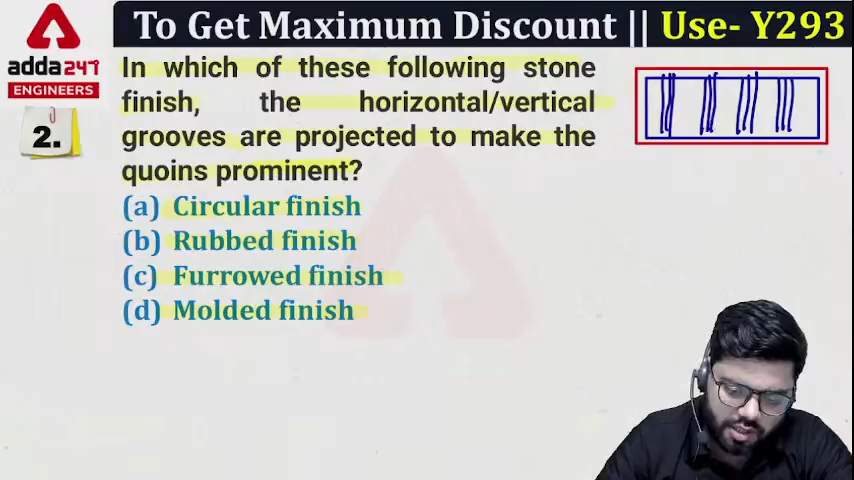 To Get Maximum Discount || Use- Y293
adda247
ENGINEERS
2.
In which of these following stone
finish, the horizontal/vertical
grooves are projected to make the
quoins prominent?
(a) Circular finish
(b) Rubbed finish
(c) Furrowed finish
(d) Molded finish